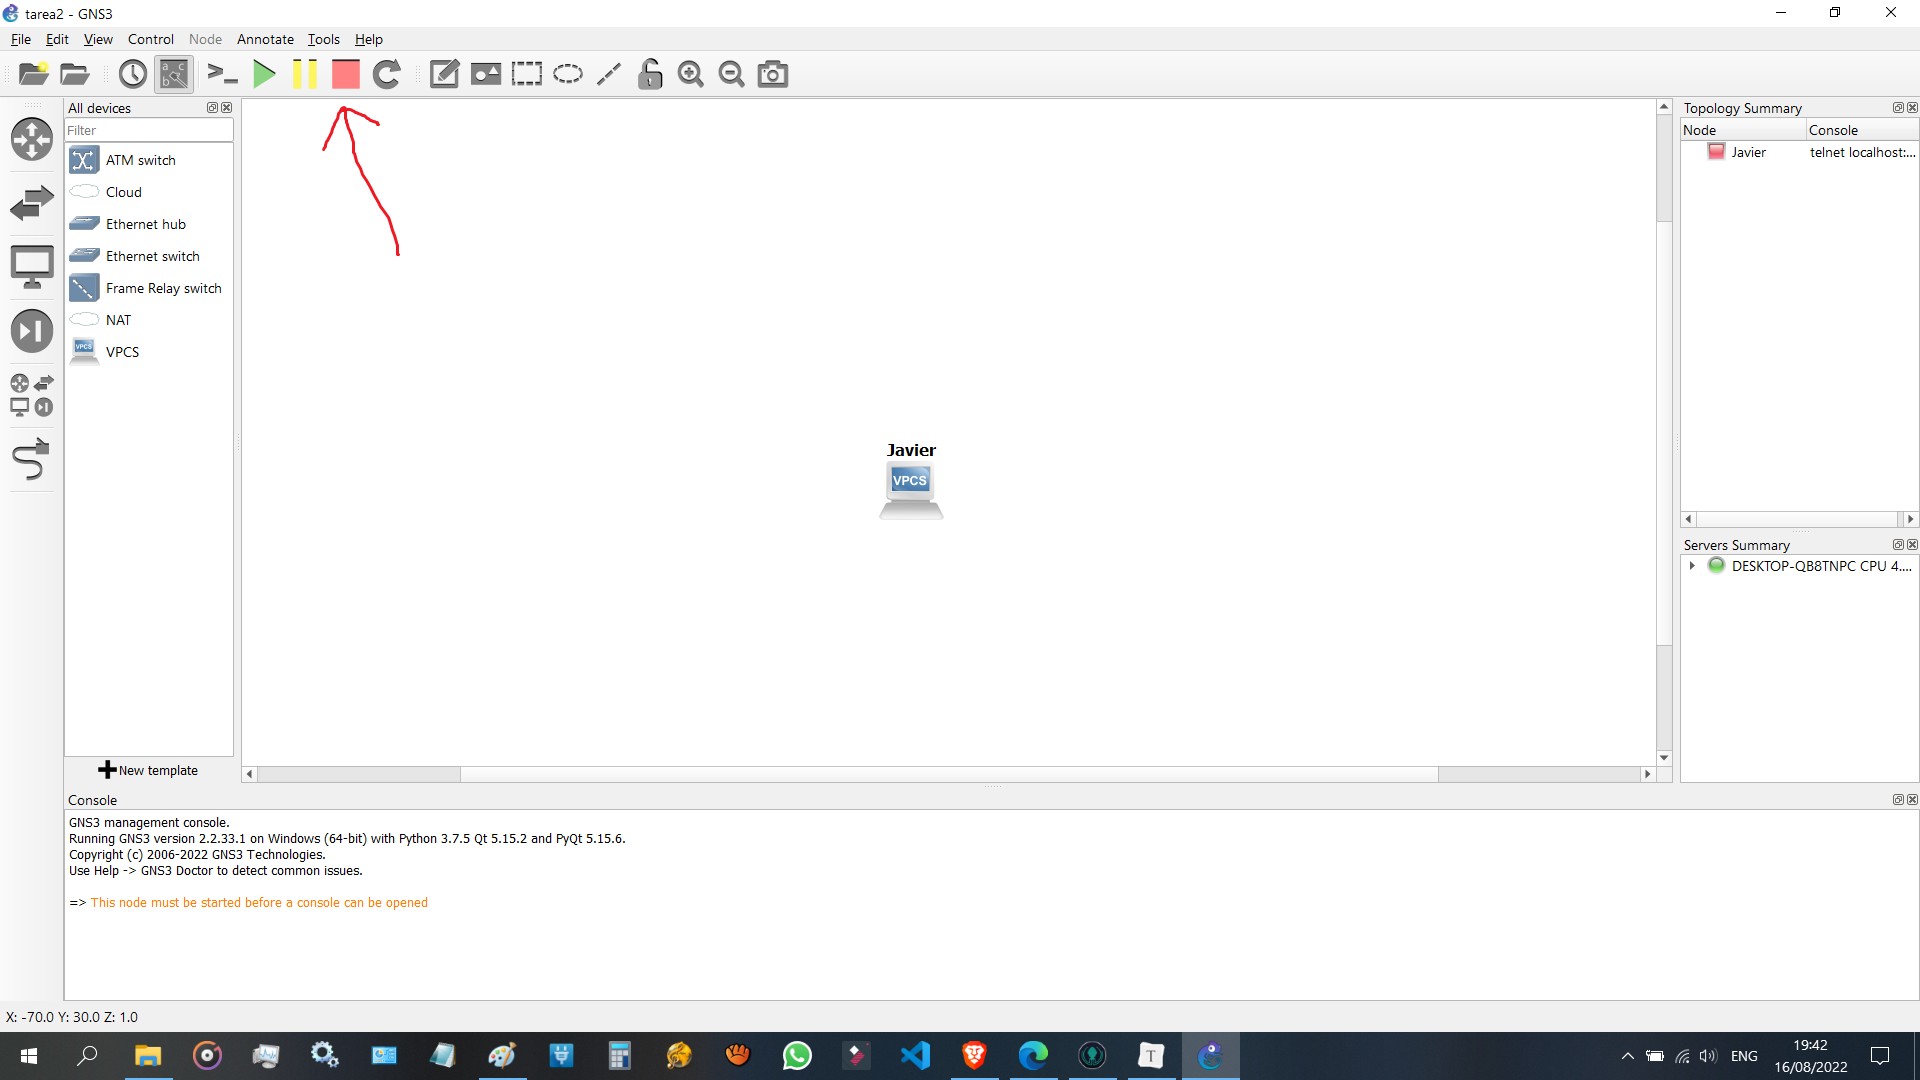 tarea2 - GNS3
File Edit View Control Node Annotate Tools Help
All devices
Filter
ATM switch
Cloud
Ethernet hub
Ethernet switch
Frame Relay switch
NAT
VPCS
VPCS
New template
Javier
VPCS
Topology Summary
Node Console
Javier telnet localhost:...
Servers Summary
DESKTOP-QB8TNPC CPU 4....
Console
GNS3 management console.
Running GNS3 version 2.2.33.1 on Windows (64-bit) with Python 3.7.5 Qt 5.15.2 and PyQt 5.15.6.
Copyright (c) 2006-2022 GNS3 Technologies.
Use Help -> GNS3 Doctor to detect common issues.
=> This node must be started before a console can be opened
X: -70.0 Y: 30.0 Z: 1.0
T
ENG
19:42
16/08/2022